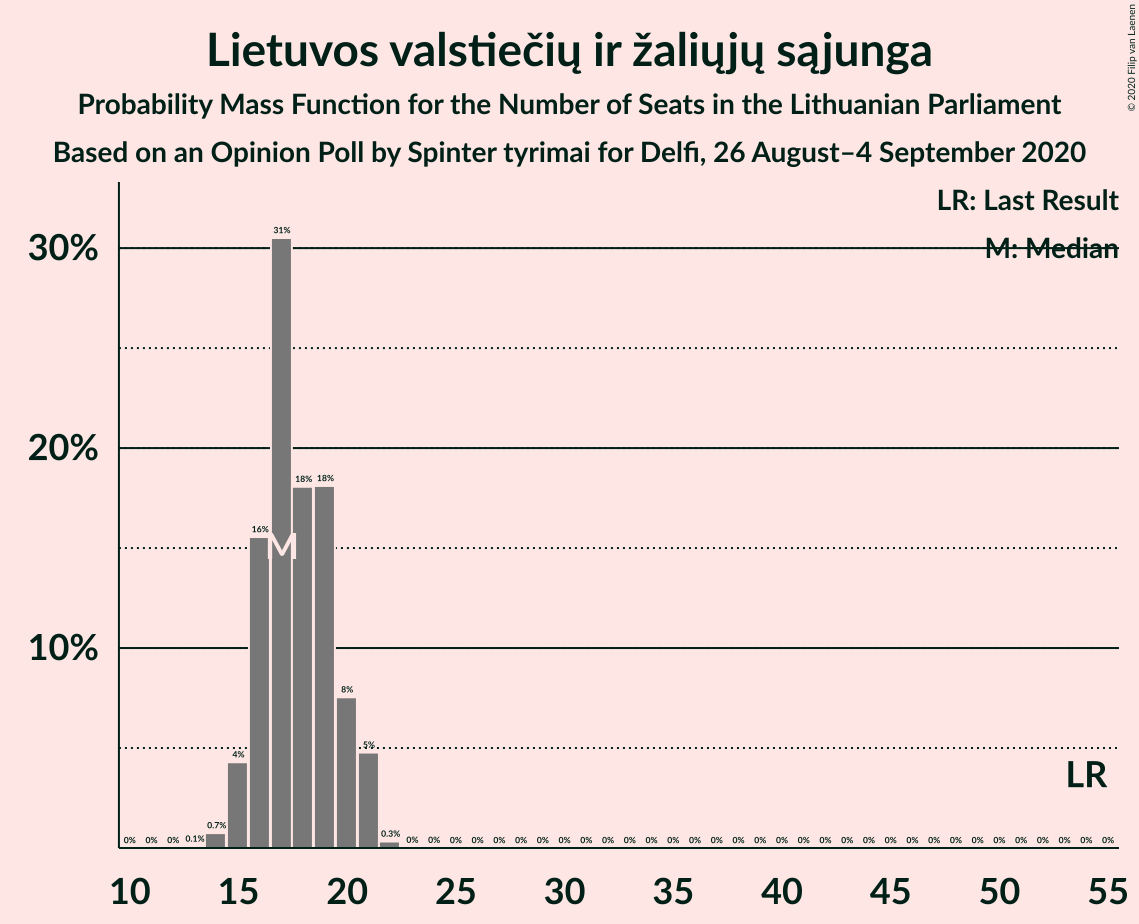 Lietuvos valstiečių ir žaliųjų sąjunga
Probability Mass Function for the Number of Seats in the Lithuanian Parliament
Based on an Opinion Poll by Spinter tyrimai for Delfi, 26 August–4 September 2020
© 2020 Filip van Laenen
LR: Last Result
M: Median
30%
20%
10%
0% 0% 0% 0.1% 0.7% 4% 16% 31% 18% 18% 8% 5% 0.3% 0% 0% 0% 0% 0% 0% 0% 0% 0% 0% 0% 0% 0% 0% 0% 0% 0% 0% 0% 0% 0% 0% 0% 0% 0% 0% 0% 0% 0% 0% 0% 0% 0%
M
LR
10 15 20 25 30 35 40 45 50 55